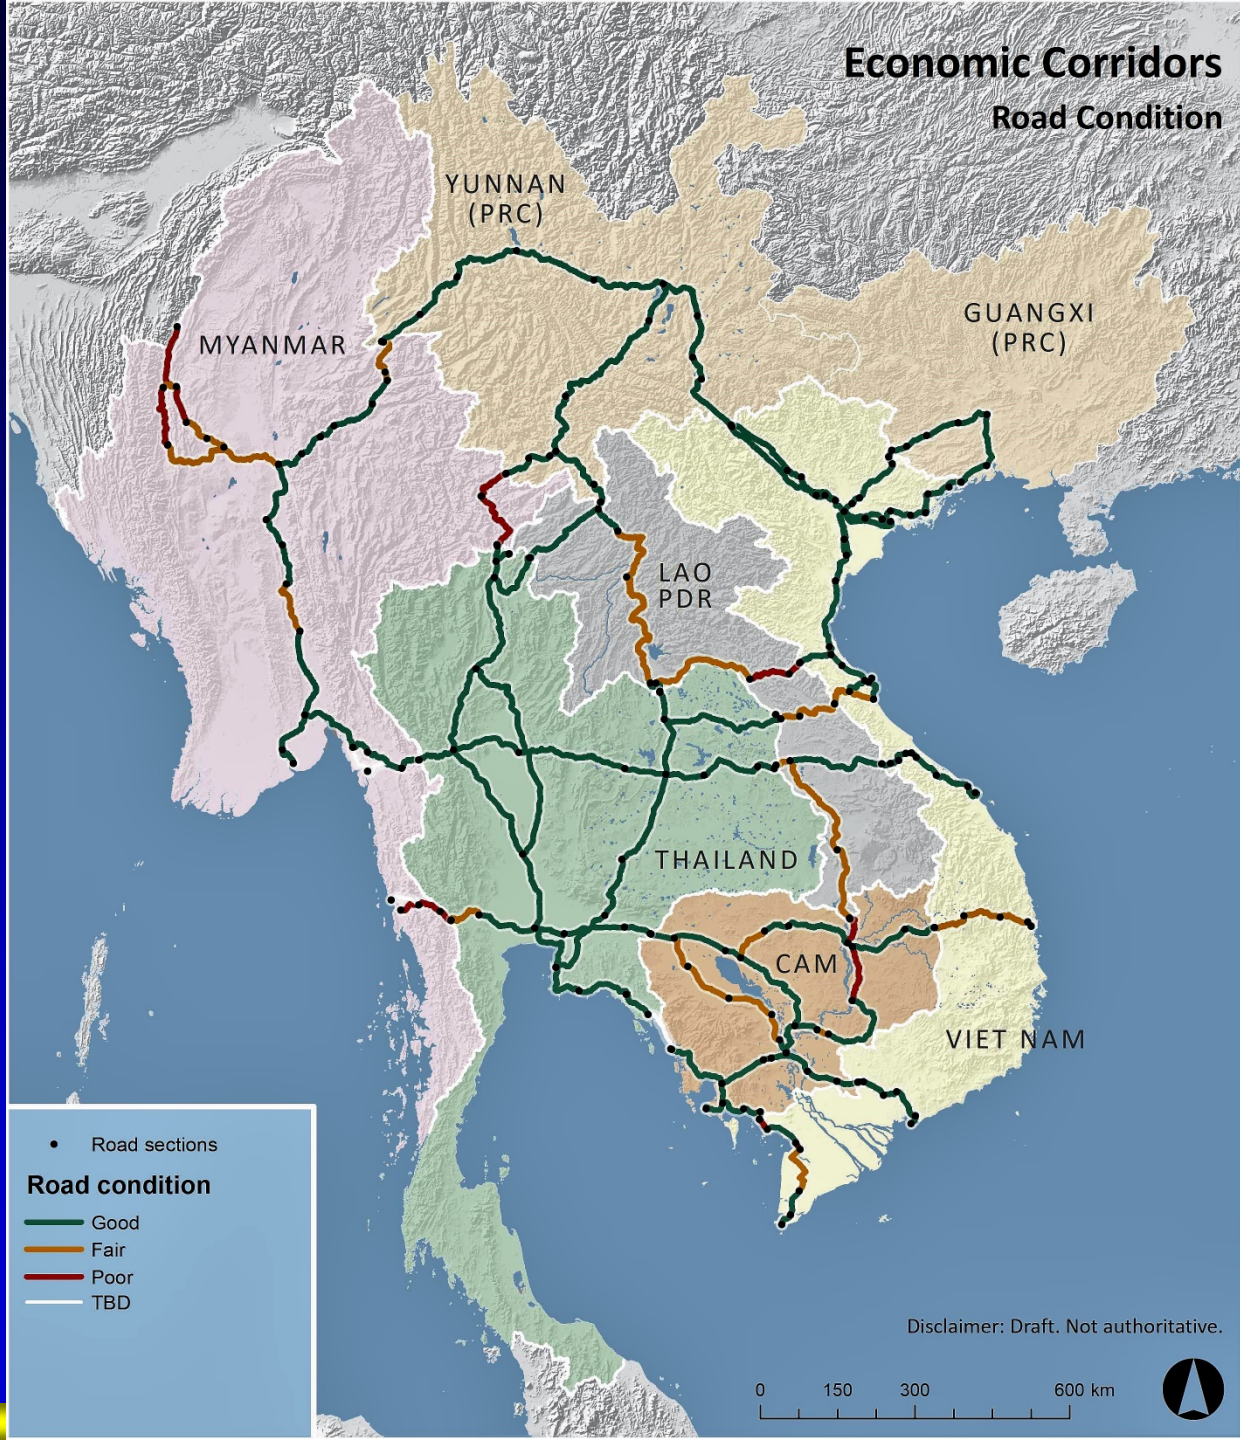 Economic Corridors
Road Condition
YUNNAN
(PRC)
GUANGXI
(PRC)
MYANMAR
LAO
PDR
THAILAND
CAM
VIET NAM
Road sections
Road condition
Good
Fair
Poor
TBD
Disclaimer: Draft. Not authoritative.
0 150 300 600 km